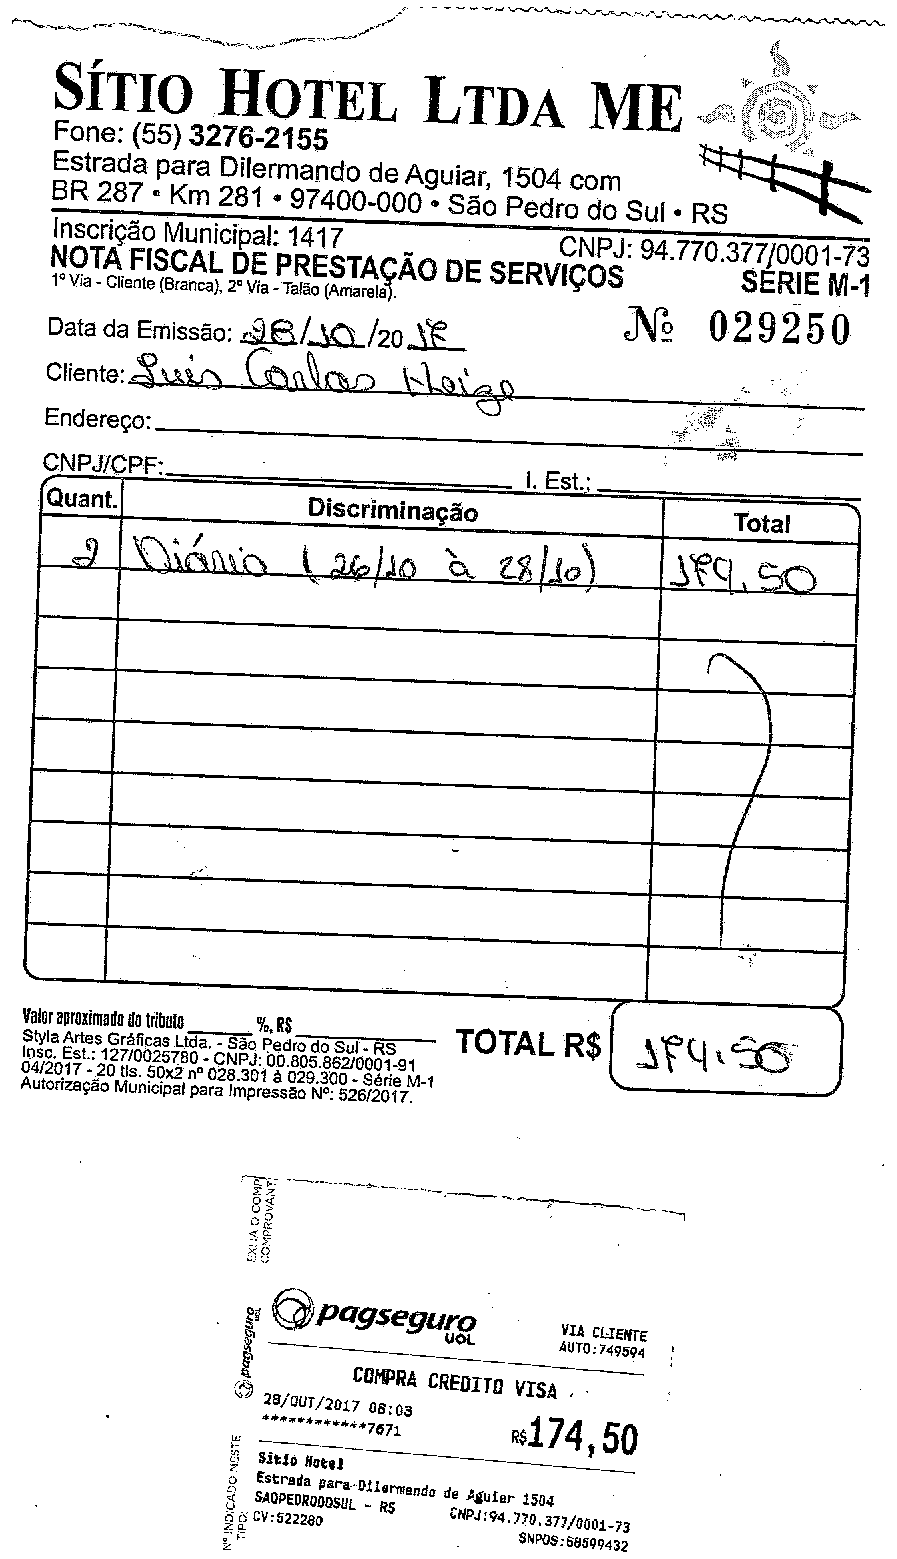 SÍTIO HOTEL LTDA ME
Fone: (55) 3276-2155
Estrada para Dilermando de Aguiar, 1504 com
BR 287 • Km 281 • 97400-000 • São Pedro do Sul • RS
Inscrição Municipal: 1417 CNPJ: 94.770.377/0001-73
NOTA FISCAL DE PRESTAÇÃO DE SERVIÇOS SÉRIE M-1
1ª Via - Cliente (Branca), 2ª Via - Talão (Amarela).
Data da Emissão: 28/10/2017 Nº 029250
Cliente: Luis Carlos
Endereço:
CNPJ/CPF: I. Est.:
Quant. Discriminação Total
2 Diária (26/10 à 28/10) 174,50
Valor aproximado do tributo %, R$
Styla Artes Gráficas Ltda. - São Pedro do Sul - RS
Insc. Est.: 127/0025780 - CNPJ: 00.805.862/0001-91
04/2017 - 20 tls. 50x2 nº 028.301 à 029.300 - Série M-1
Autorização Municipal para Impressão Nº: 526/2017.
TOTAL R$ 174,50
EXIJA O COMP
COMPROVANT
pagseguro
UOL
VIA CLIENTE
AUTO:749594
COMPRA CREDITO VISA
28/OUT/2017 08:03
************7671
R$174,50
Sitio Hotel
Estrada para Dilermando de Aguiar 1504
SAOPEDRODOSUL - RS
CNPJ:94.770.377/0001-73
CV:522280
SNPOS:68599432
pagseguro
UOL
Nº INDICADO NESTE
TIPO: